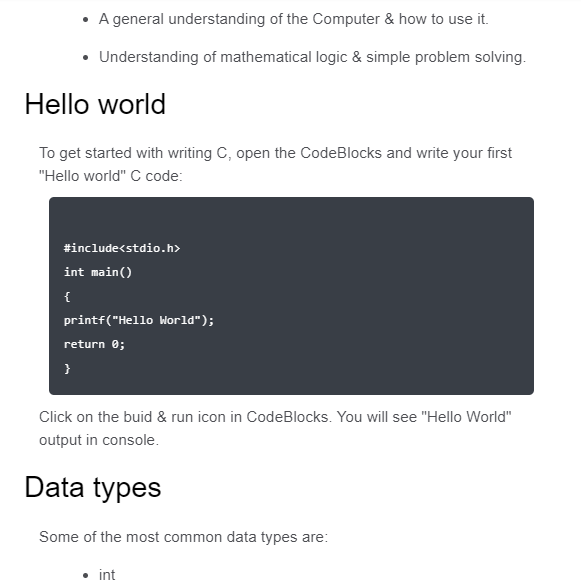 • A general understanding of the Computer & how to use it.
• Understanding of mathematical logic & simple problem solving.
Hello world
To get started with writing C, open the CodeBlocks and write your first
"Hello world" C code:
#include<stdio.h>
int main()
{
printf("Hello World");
return 0;
}
Click on the buid & run icon in CodeBlocks. You will see "Hello World"
output in console.
Data types
Some of the most common data types are:
• int